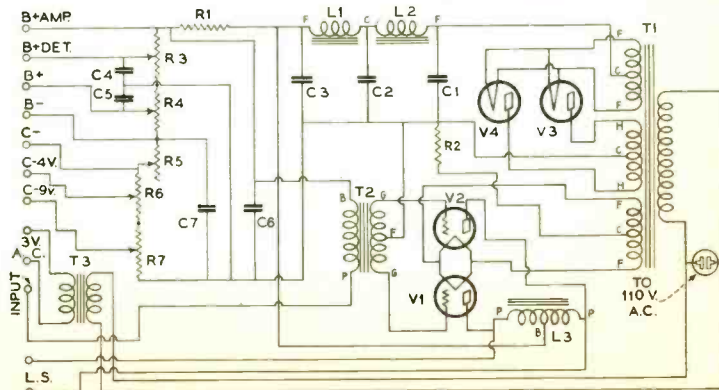 B+AMP.
R1
F
L1
C
L2
F
T1
B+DET.
R3
C4
F
B+
C5
R4
C3
C2
C1
C
B-
V4
V3
F
C-
R5
R2
H
C-4V.
C
R6
C7
C6
T2
V2
H
C-9V.
B
G
F
R7
F
C
3V.
A.C.
T3
P
G
V1
F
TO
110 V.
A.C.
INPUT
P
B
L3
P
L.S.